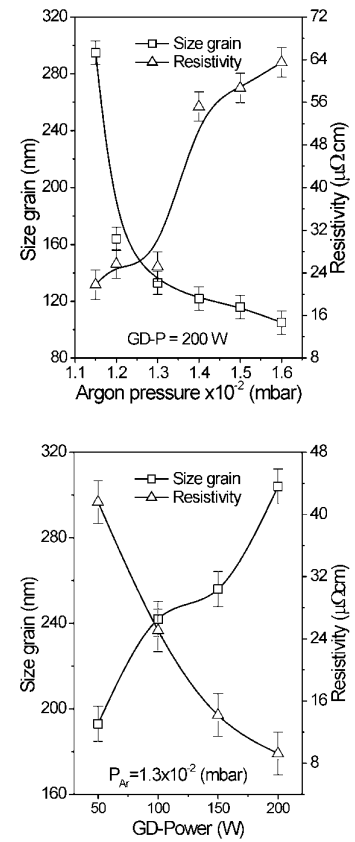 320
280
240
200
160
120
80
Size grain (nm)
Size grain
Resistivity
72
64
56
48
40
32
24
16
8
Resistivity (μΩcm)
GD-P = 200 W
1.1 1.2 1.3 1.4 1.5 1.6
Argon pressure x10⁻² (mbar)
320
280
240
200
160
Size grain (nm)
Size grain
Resistivity
48
40
32
24
16
8
Resistivity (μΩcm)
P_Ar=1.3x10⁻² (mbar)
50 100 150 200
GD-Power (W)